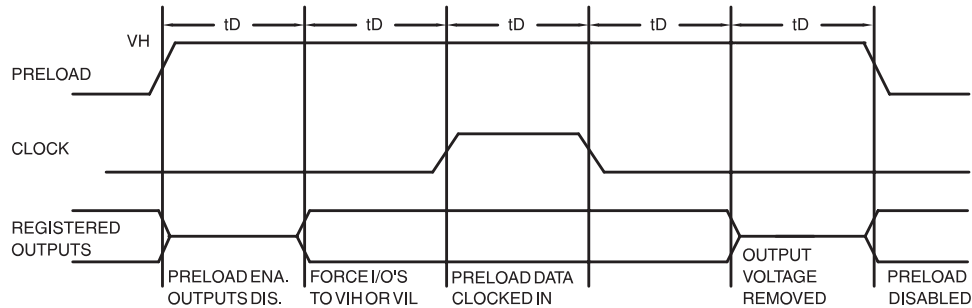 tD tD tD tD tD
VH
PRELOAD
CLOCK
REGISTERED
OUTPUTS
PRELOAD ENA.
OUTPUTS DIS.
FORCE I/O'S
TO VIH OR VIL
PRELOAD DATA
CLOCKED IN
OUTPUT
VOLTAGE
REMOVED
PRELOAD
DISABLED